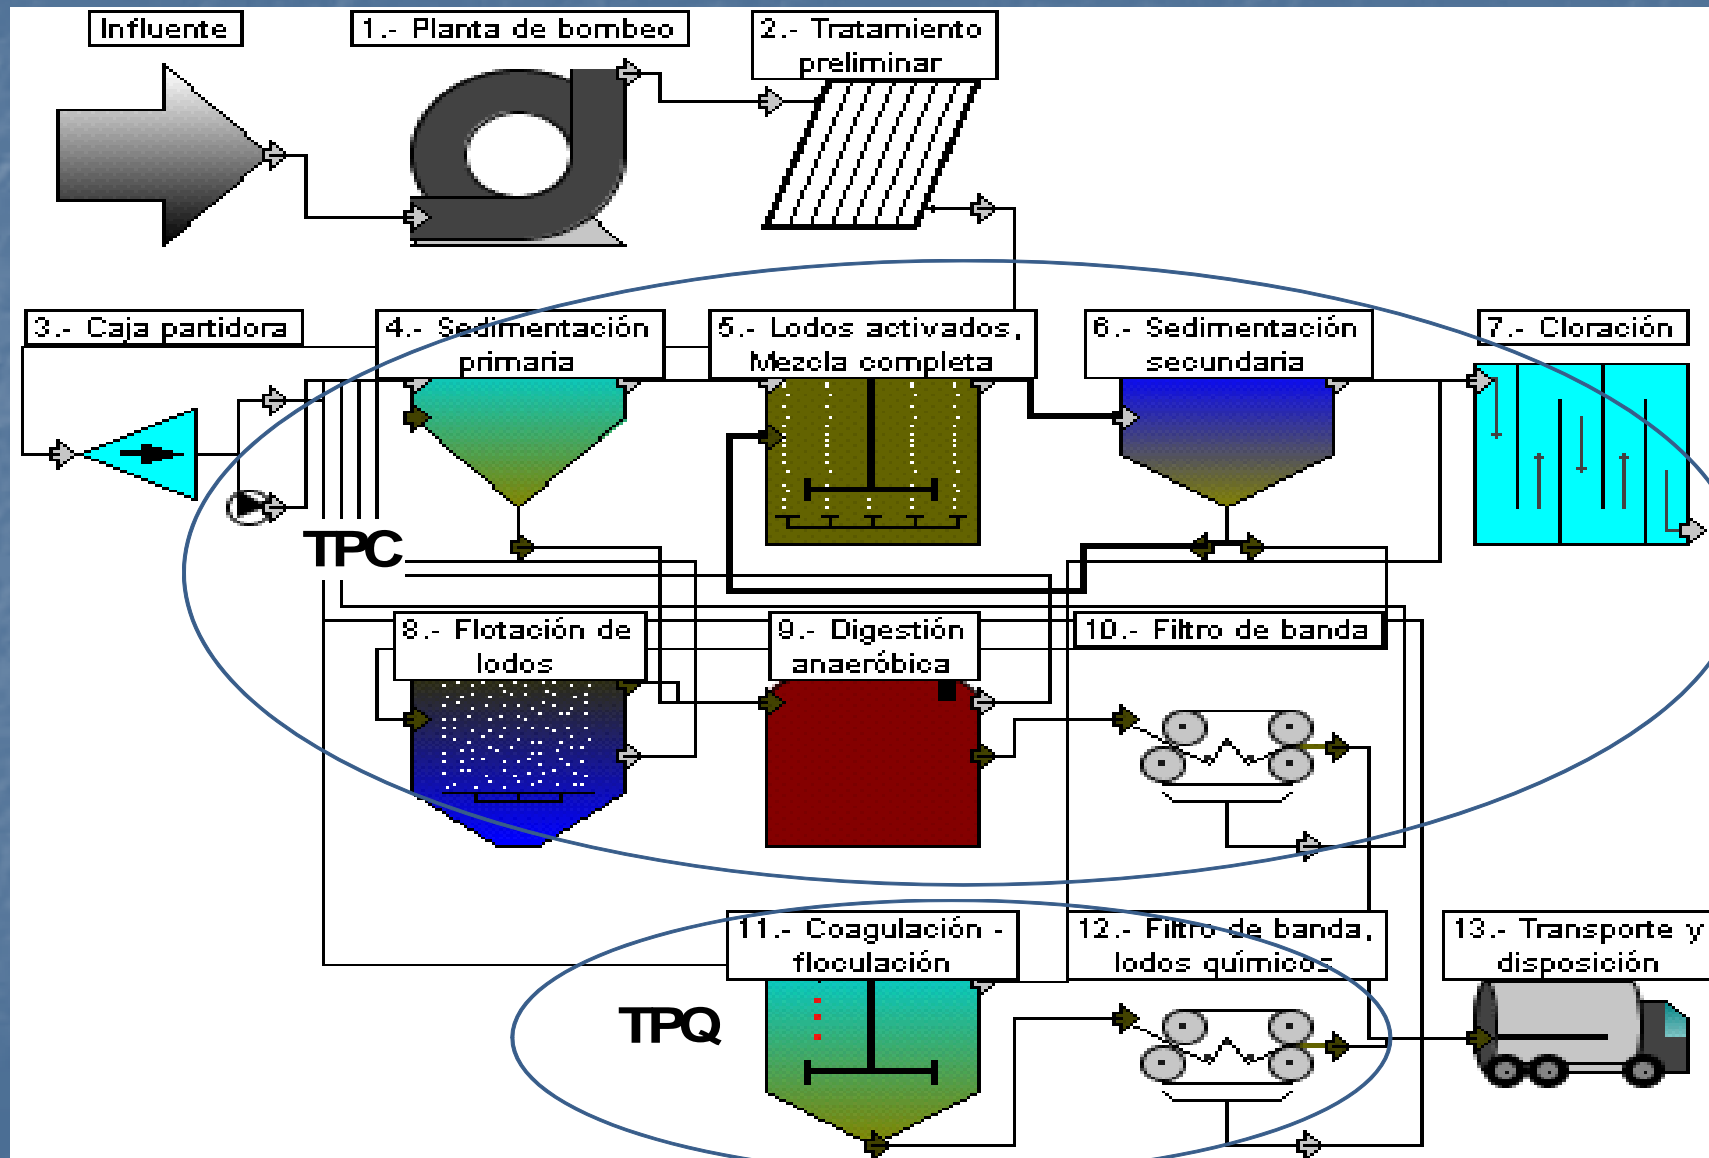 Influente
1.- Planta de bombeo
2.- Tratamiento
preliminar
3.- Caja partidora
4.- Sedimentación
primaria
5.- Lodos activados,
Mezcla completa
6.- Sedimentación
secundaria
7.- Cloración
TPC
8.- Flotación de
lodos
9.- Digestión
anaeróbica
10.- Filtro de banda
11.- Coagulación -
floculación
12.- Filtro de banda,
lodos químicos
13.- Transporte y
disposición
TPQ